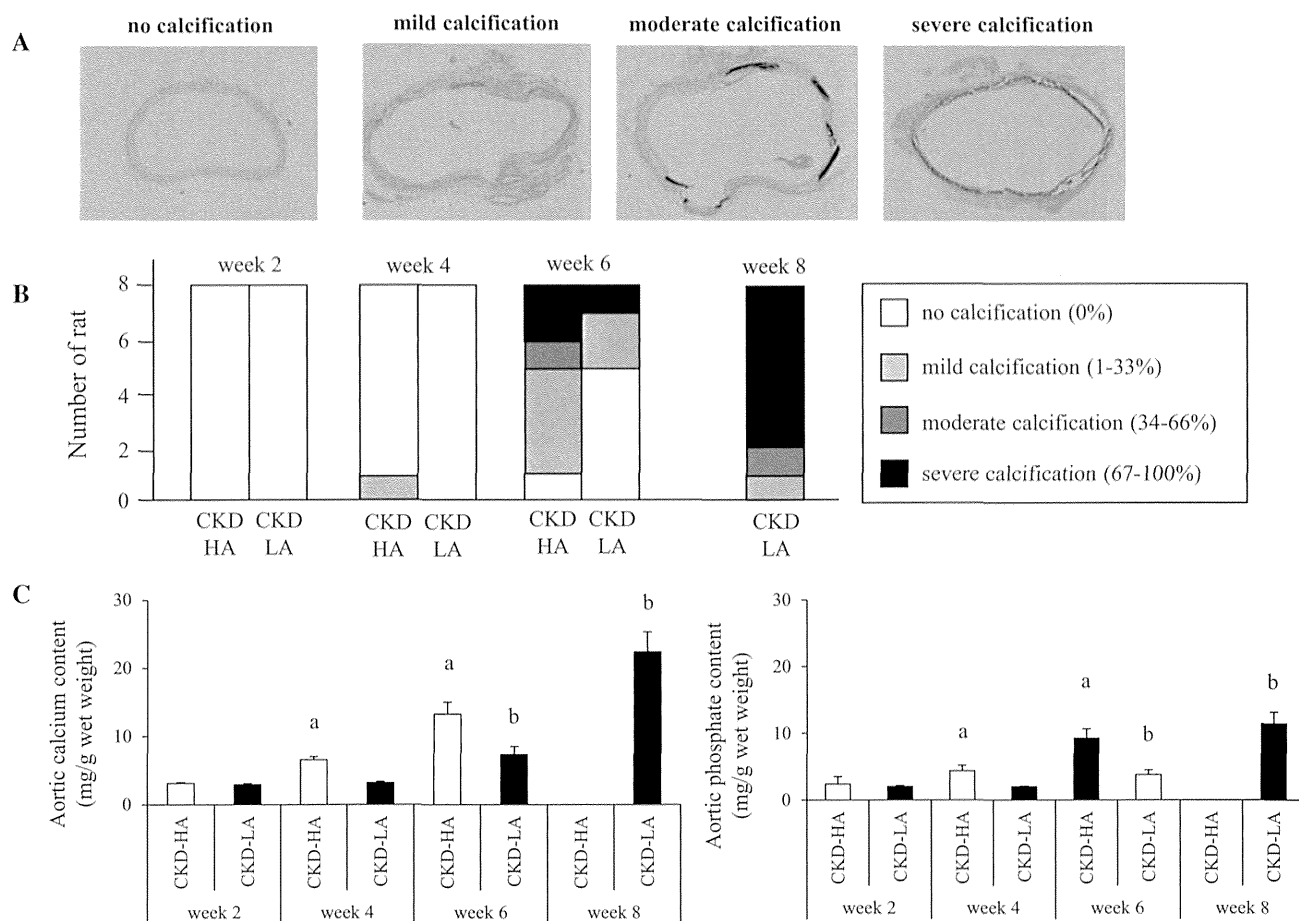 no calcification
mild calcification
moderate calcification
severe calcification
A
B
week 2
week 4
week 6
week 8
Number of rat
8
6
4
2
0
CKD HA
CKD LA
CKD HA
CKD LA
CKD HA
CKD LA
CKD LA
no calcification (0%)
mild calcification (1-33%)
moderate calcification (34-66%)
severe calcification (67-100%)
C
Aortic calcium content
(mg/g wet weight)
30
20
10
0
a
a
b
b
CKD-HA
CKD-LA
CKD-HA
CKD-LA
CKD-HA
CKD-LA
CKD-HA
CKD-LA
week 2
week 4
week 6
week 8
Aortic phosphate content
(mg/g wet weight)
30
20
10
0
a
a
b
b
CKD-HA
CKD-LA
CKD-HA
CKD-LA
CKD-HA
CKD-LA
CKD-HA
CKD-LA
week 2
week 4
week 6
week 8